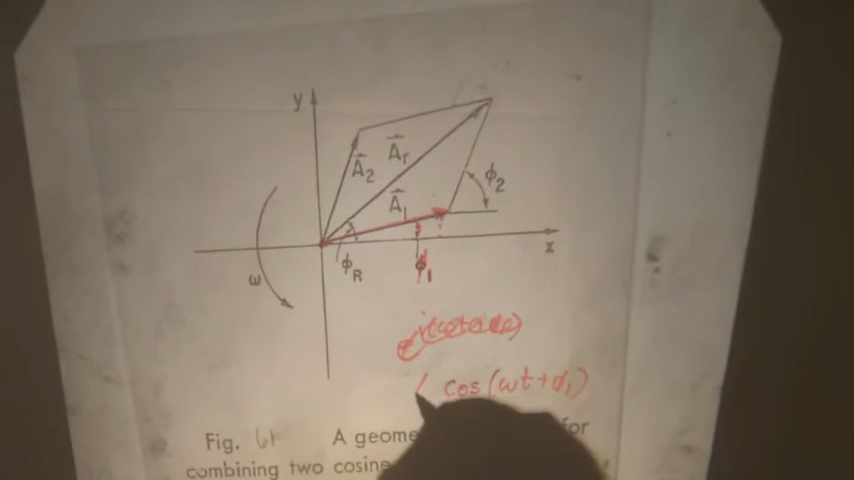 y
A₂
Aᵣ
ϕ₂
A₁
x
ϕR
ϕ₁
ω
cos(ωt+ϕ₁)
Fig. 61 A geome for
combining two cosine